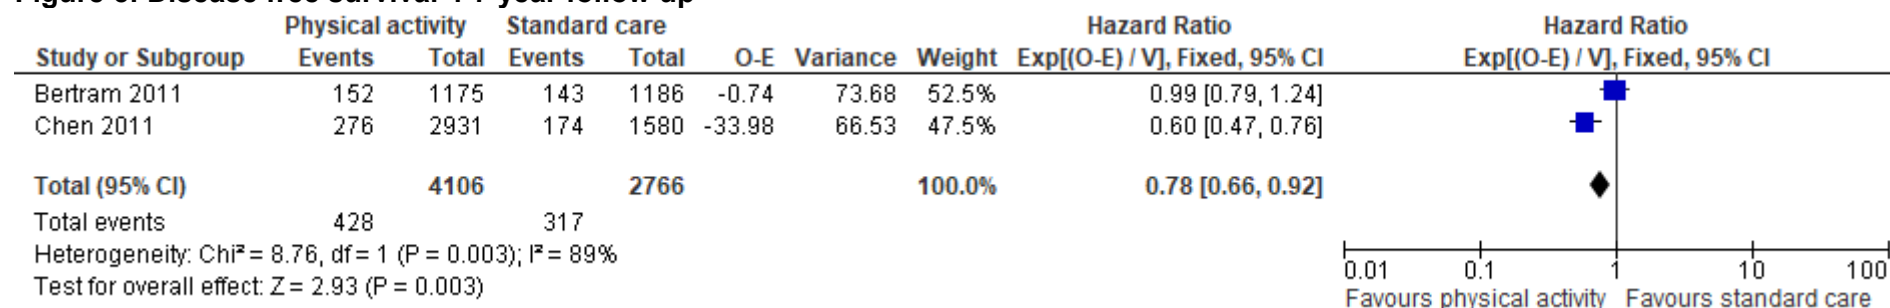 Physical activity Standard care Hazard Ratio Hazard Ratio
Study or Subgroup Events Total Events Total O-E Variance Weight Exp[(O-E) / V], Fixed, 95% CI Exp[(O-E) / V], Fixed, 95% CI
Bertram 2011 152 1175 143 1186 -0.74 73.68 52.5% 0.99 [0.79, 1.24]
Chen 2011 276 2931 174 1580 -33.98 66.53 47.5% 0.60 [0.47, 0.76]
Total (95% CI) 4106 2766 100.0% 0.78 [0.66, 0.92]
Total events 428 317
Heterogeneity: Chi² = 8.76, df = 1 (P = 0.003); I² = 89%
Test for overall effect: Z = 2.93 (P = 0.003)
0.01 0.1 1 10 100
Favours physical activity Favours standard care